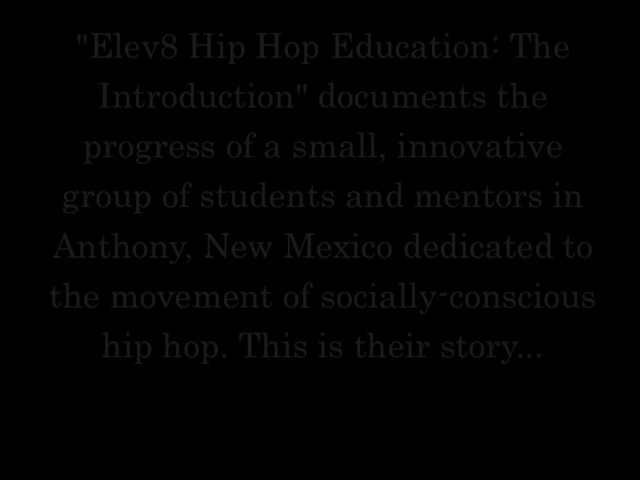 "Elev8 Hip Hop Education: The
Introduction" documents the
progress of a small, innovative
group of students and mentors in
Anthony, New Mexico dedicated to
the movement of socially-conscious
hip hop. This is their story...